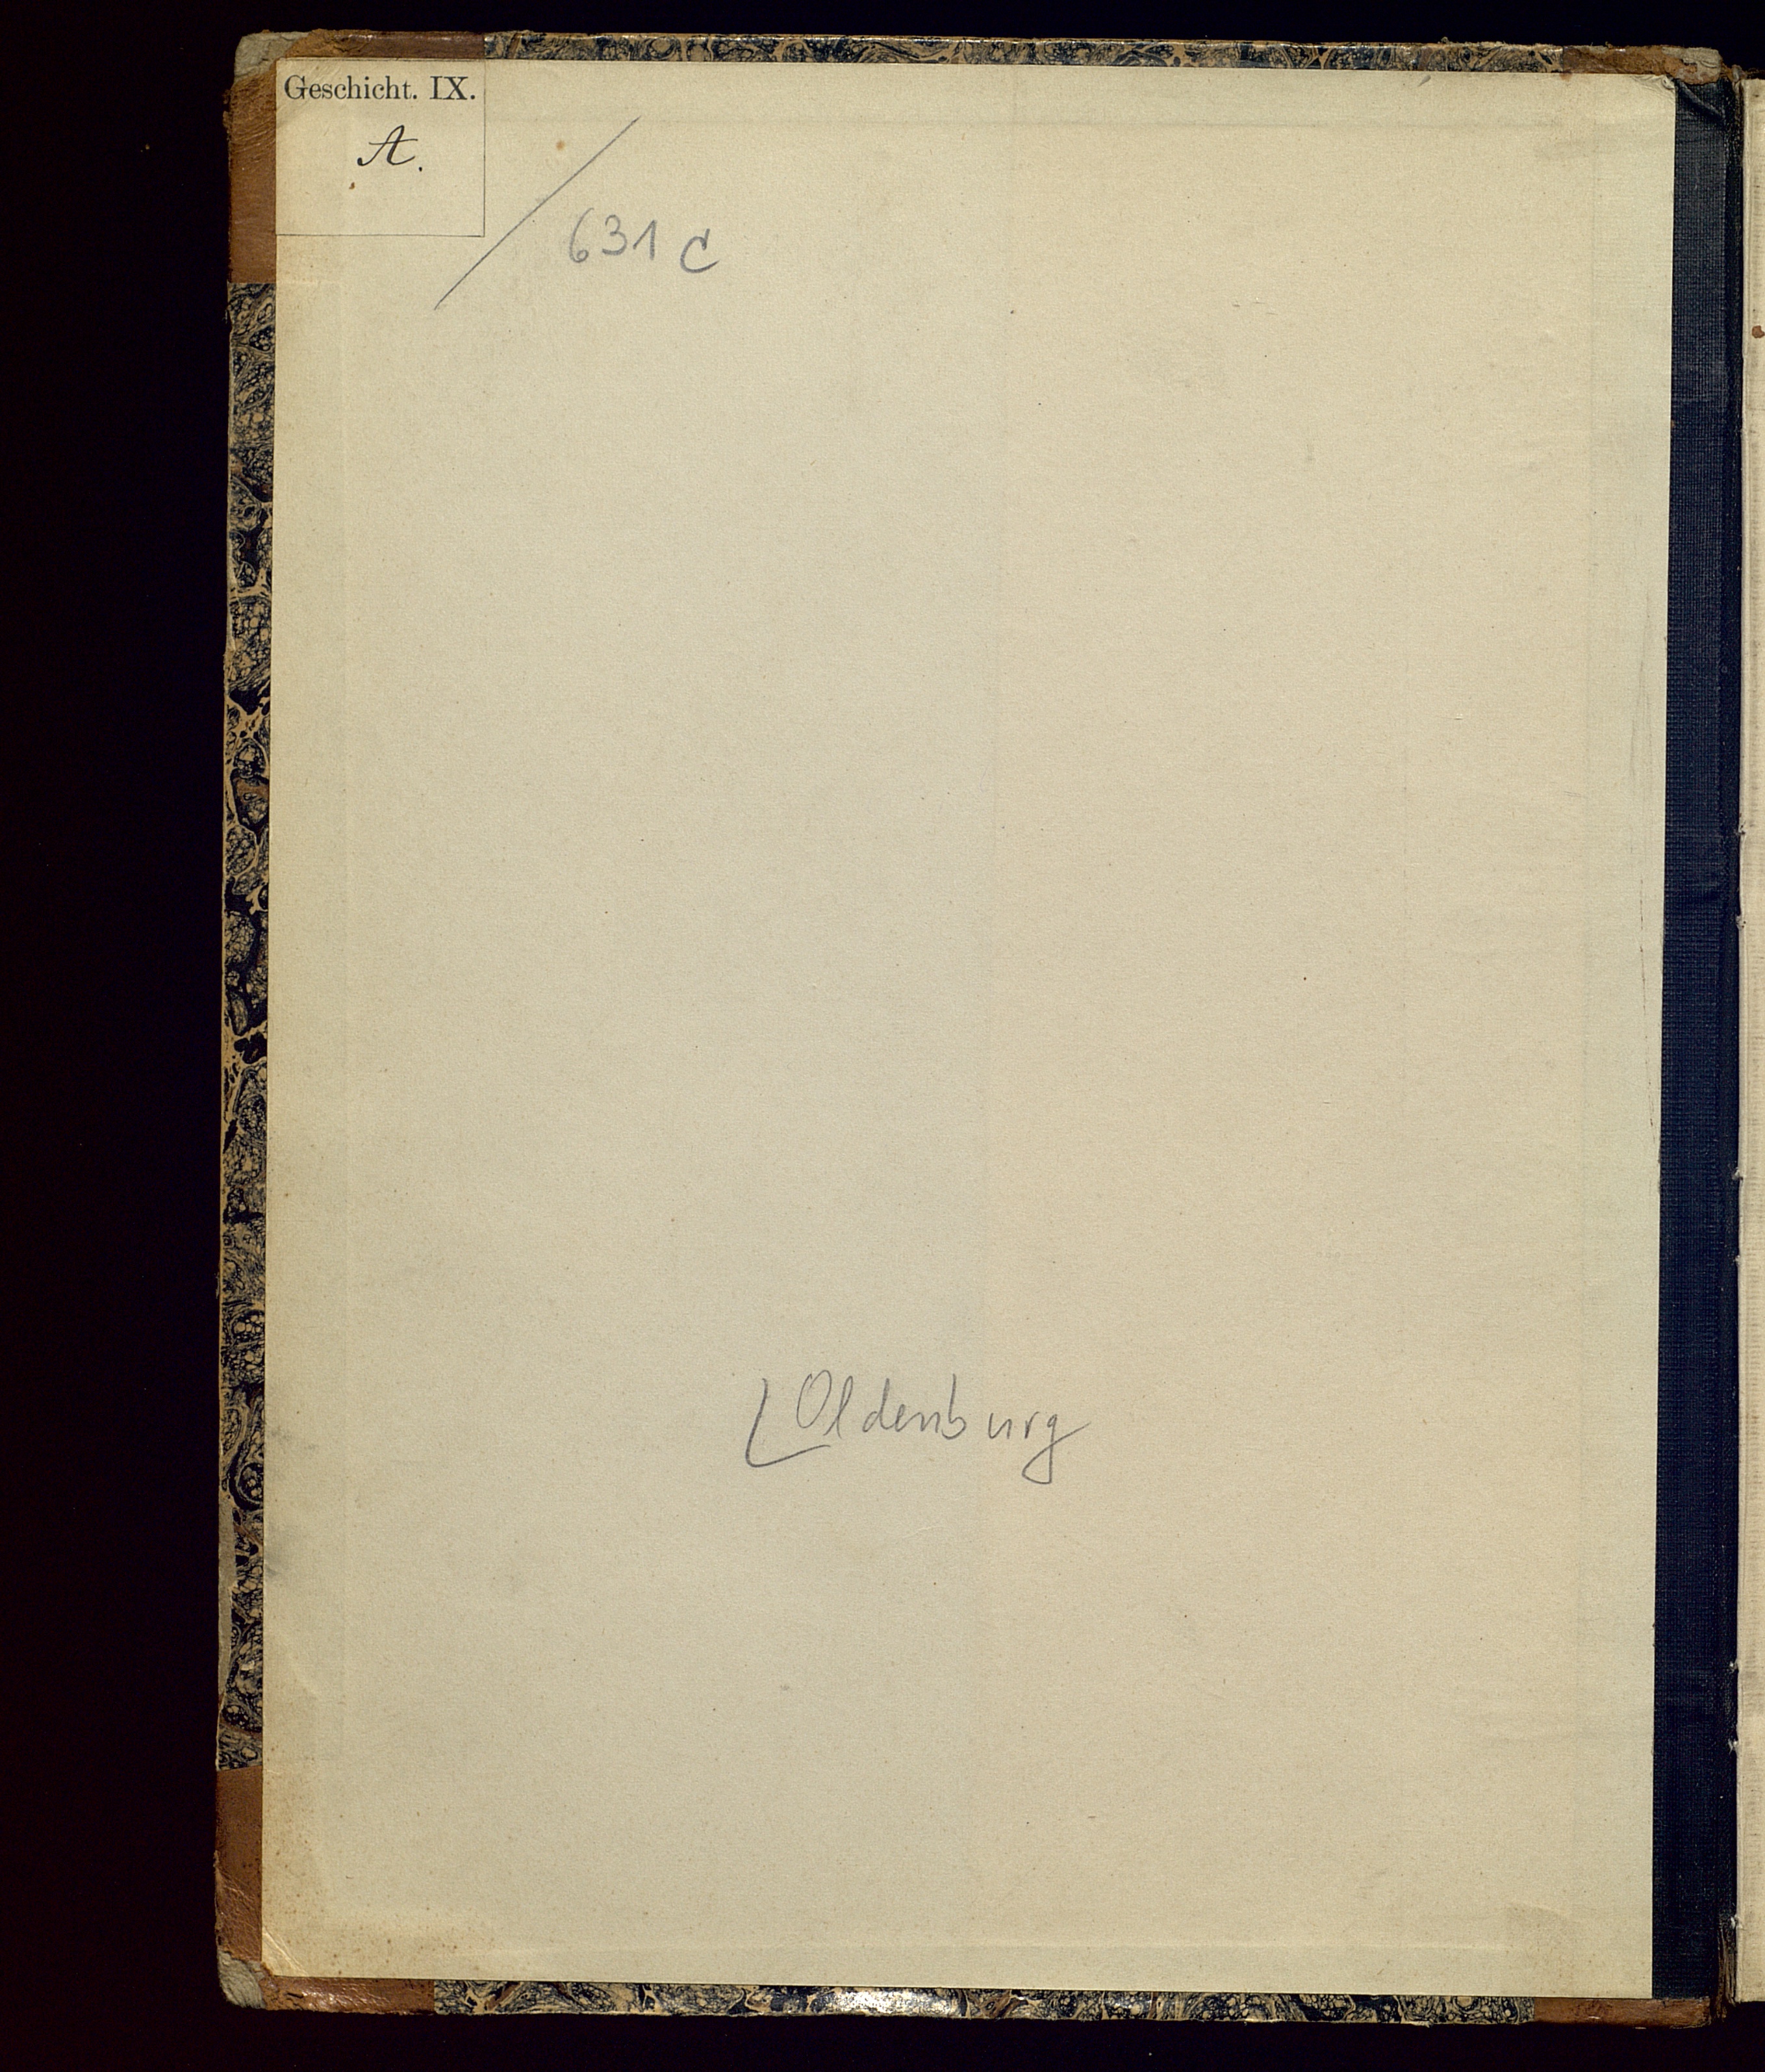 Geschicht. IX.
A.
/ 631 c
Oldenburg